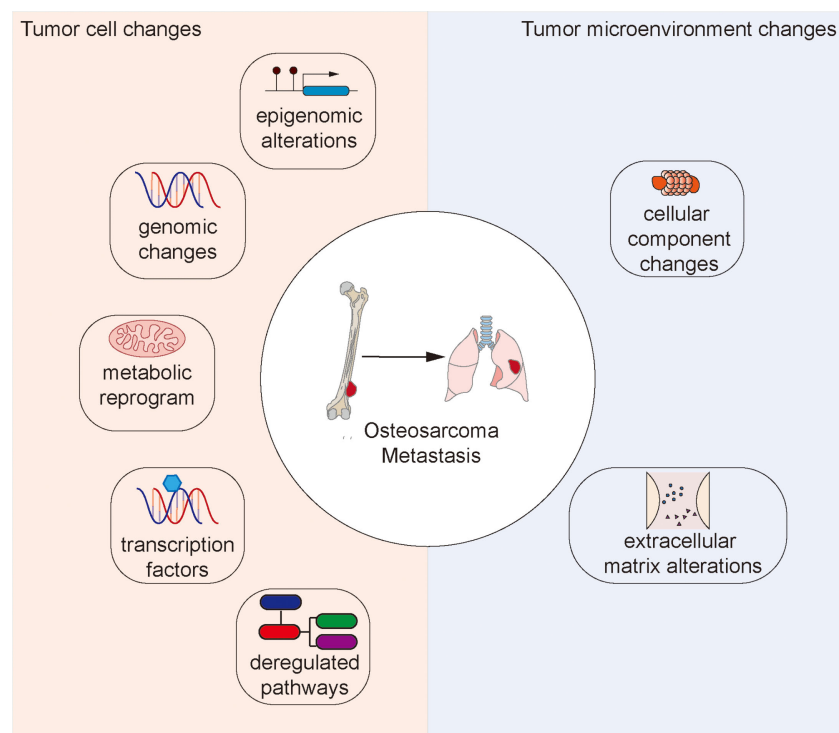 Tumor cell changes
Tumor microenvironment changes
epigenomic
alterations
genomic
changes
metabolic
reprogram
transcription
factors
deregulated
pathways
Osteosarcoma
Metastasis
cellular
component
changes
extracellular
matrix alterations